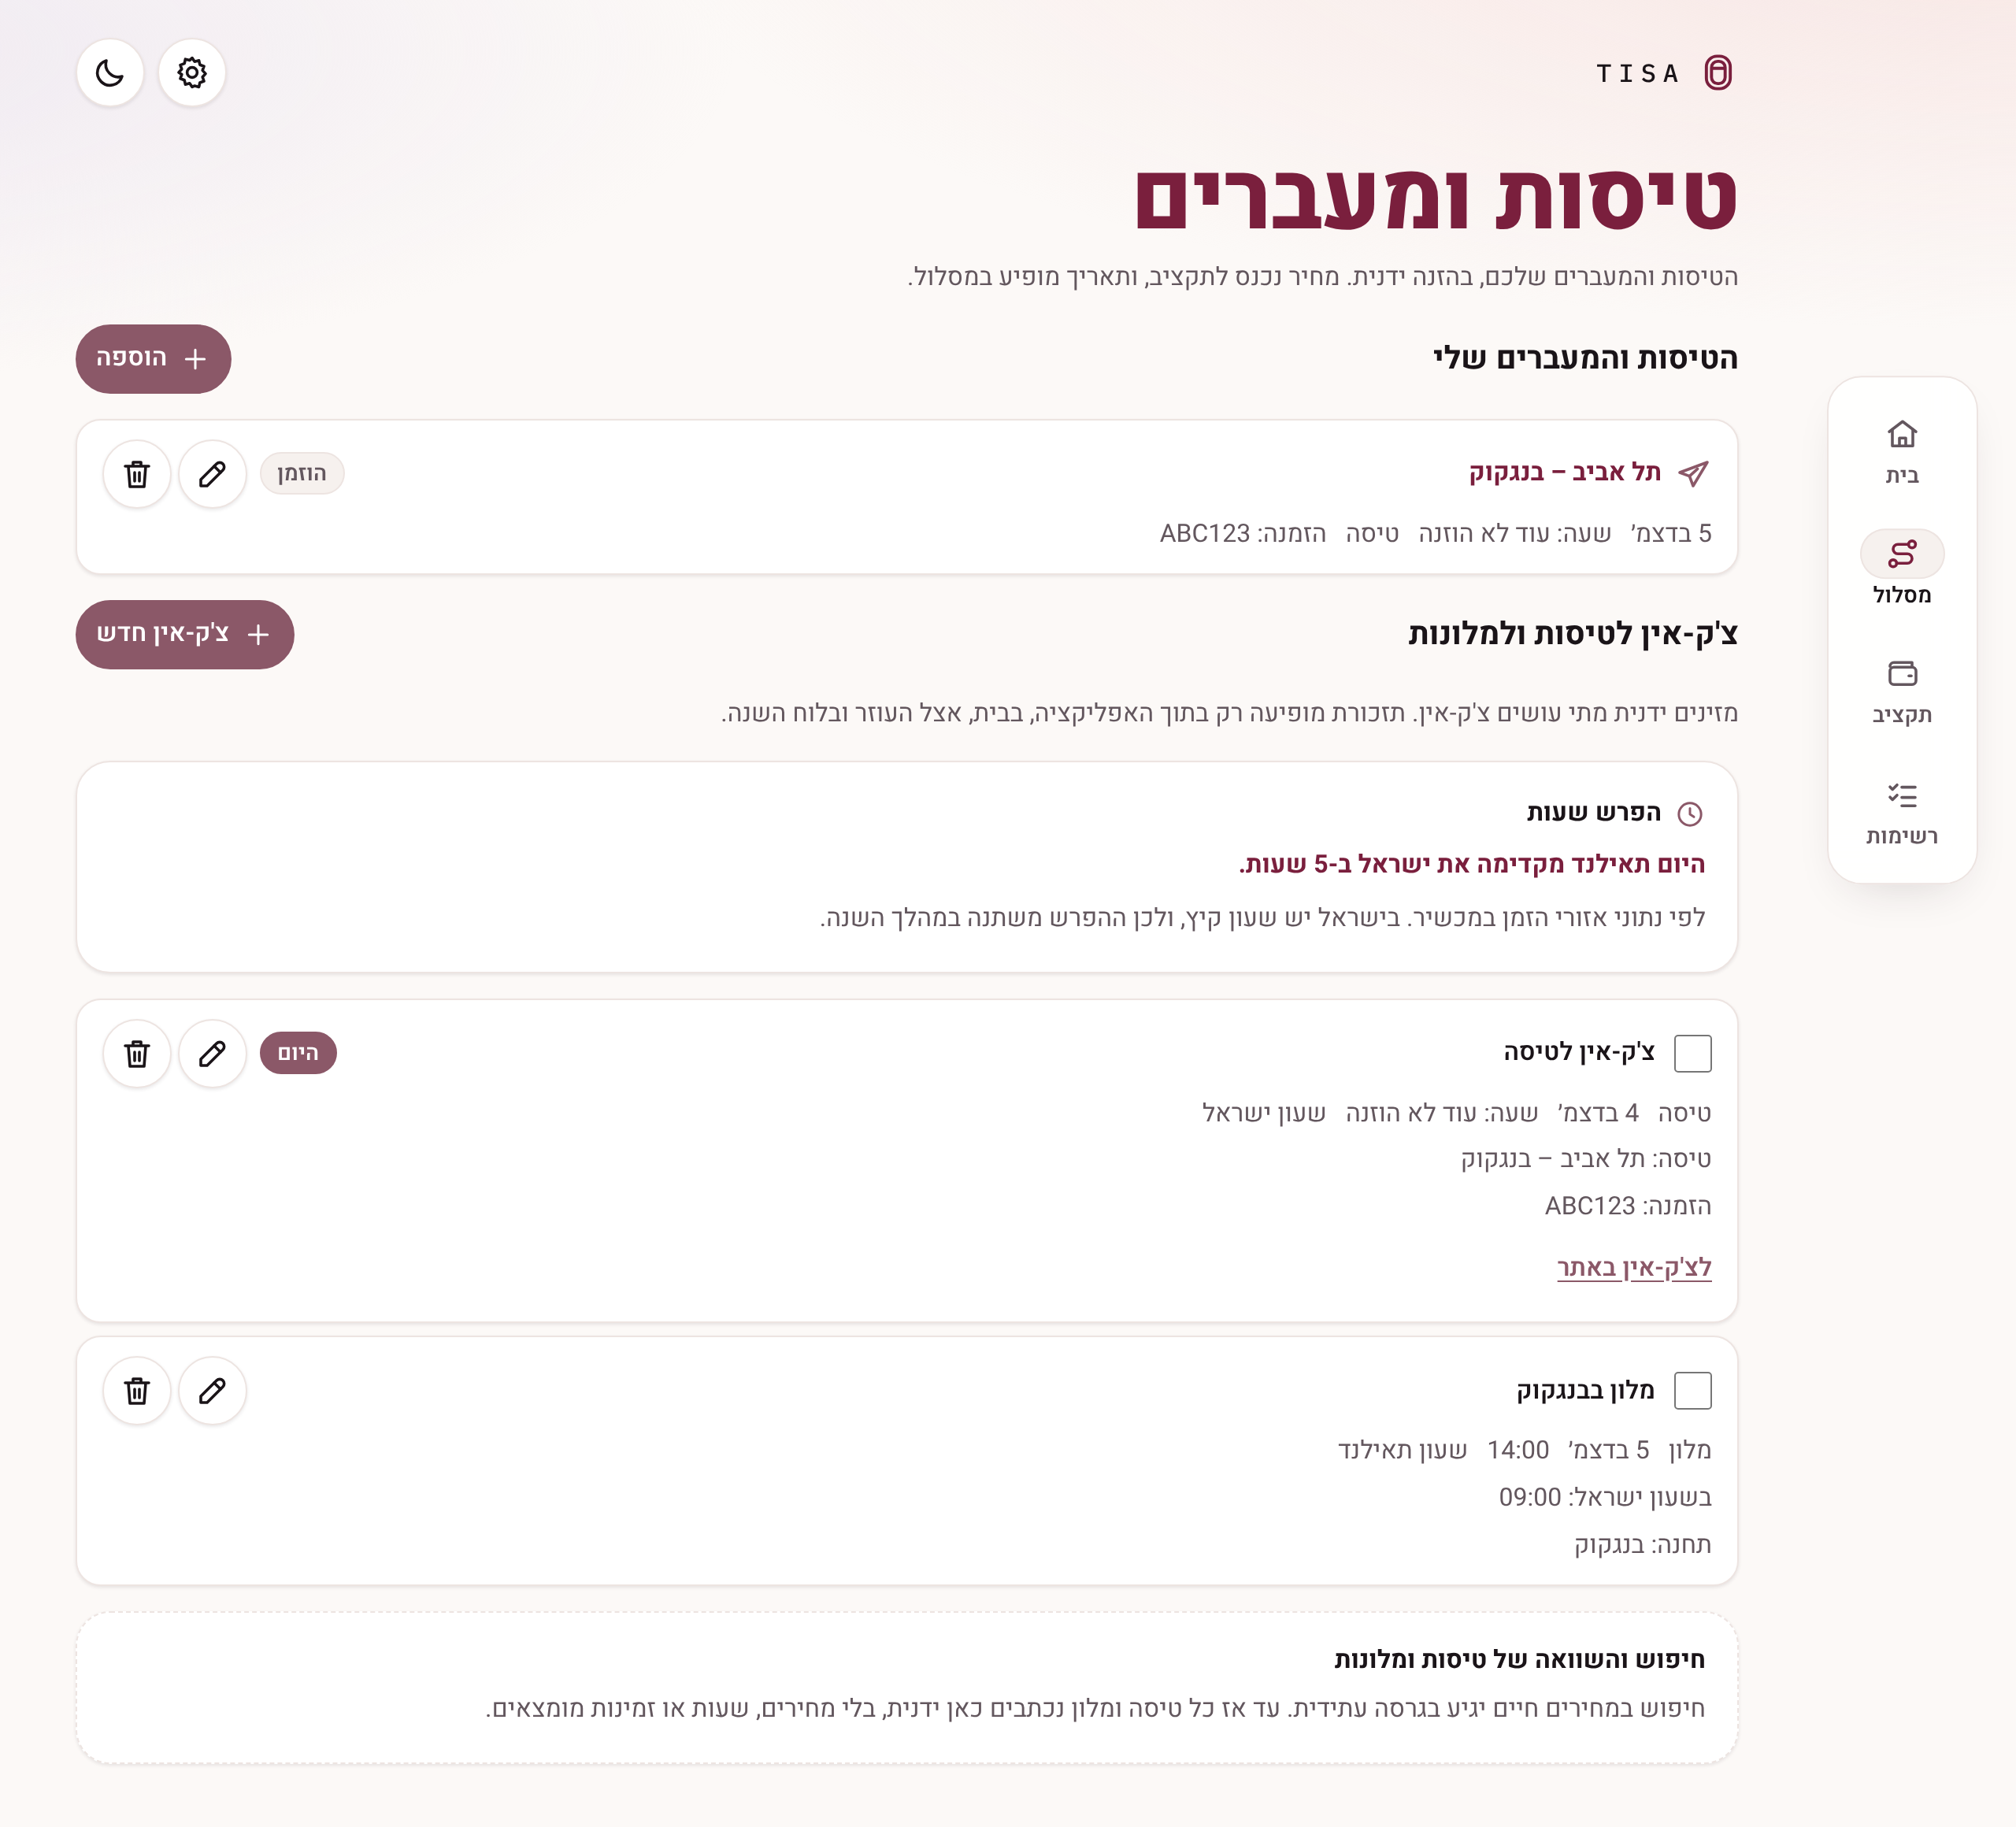 TISA
טיסות ומעברים
הטיסות והמעברים שלכם, בהזנה ידנית. מחיר נכנס לתקציב, ותאריך מופיע במסלול.
הטיסות והמעברים שלי
הוספה
תל אביב – בנגקוק
הוזמן
5 בדצמ׳ שעה: עוד לא הוזנה טיסה הזמנה: ABC123
צ'ק-אין לטיסות ולמלונות
צ'ק-אין חדש
מזינים ידנית מתי עושים צ'ק-אין. תזכורת מופיעה רק בתוך האפליקציה, בבית, אצל העוזר ובלוח השנה.
הפרש שעות
היום תאילנד מקדימה את ישראל ב-5 שעות.
לפי נתוני אזורי הזמן במכשיר. בישראל יש שעון קיץ, ולכן ההפרש משתנה במהלך השנה.
צ'ק-אין לטיסה
היום
טיסה 4 בדצמ׳ שעה: עוד לא הוזנה שעון ישראל
טיסה: תל אביב – בנגקוק
הזמנה: ABC123
לצ'ק-אין באתר
מלון בבנגקוק
מלון 5 בדצמ׳ 14:00 שעון תאילנד
בשעון ישראל: 09:00
תחנה: בנגקוק
חיפוש והשוואה של טיסות ומלונות
חיפוש במחירים חיים יגיע בגרסה עתידית. עד אז כל טיסה ומלון נכתבים כאן ידנית, בלי מחירים, שעות או זמינות מומצאים.
בית
מסלול
תקציב
רשימות